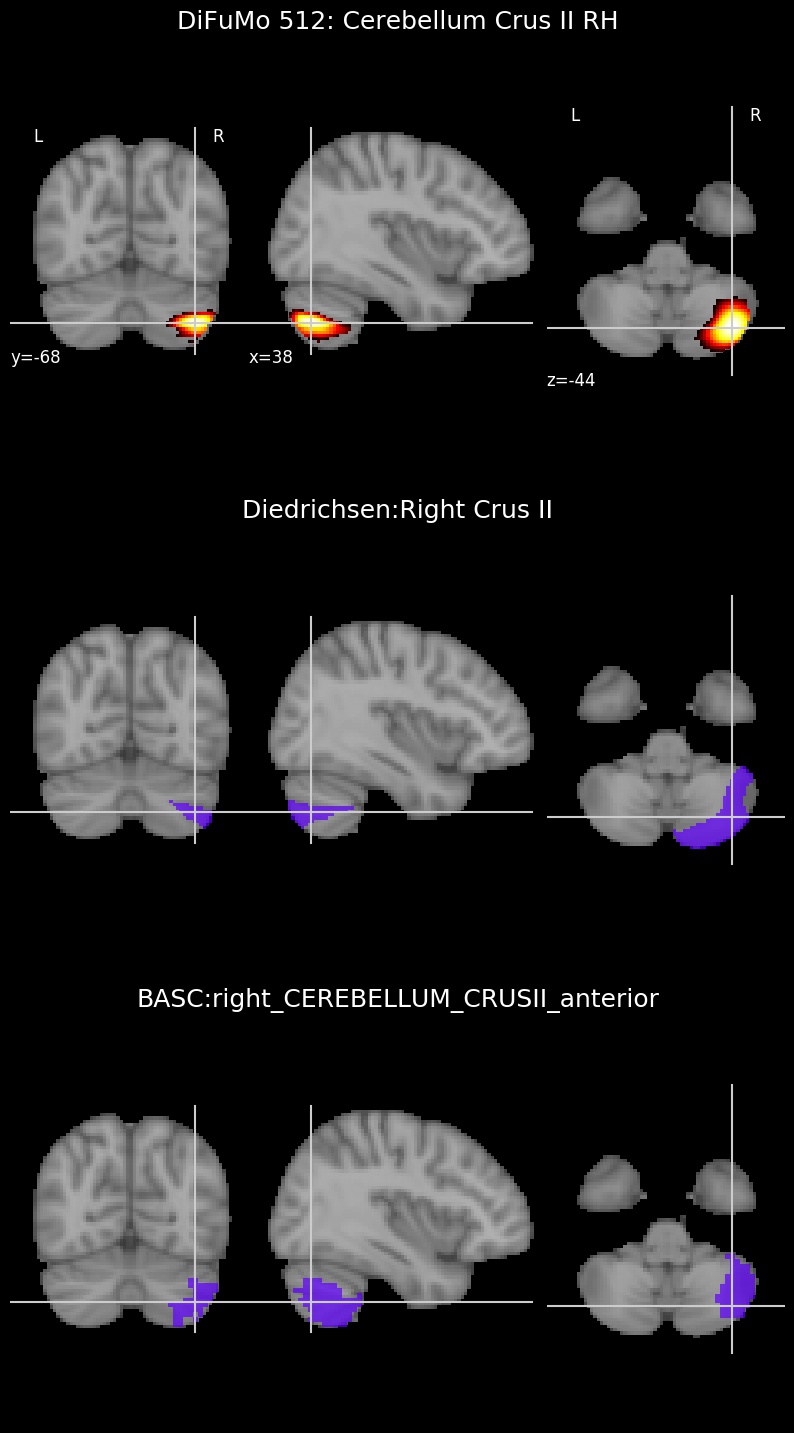 DiFuMo 512: Cerebellum Crus II RH
L R L R
y=-68 x=38 z=-44
Diedrichsen:Right Crus II
BASC:right_CEREBELLUM_CRUSII_anterior